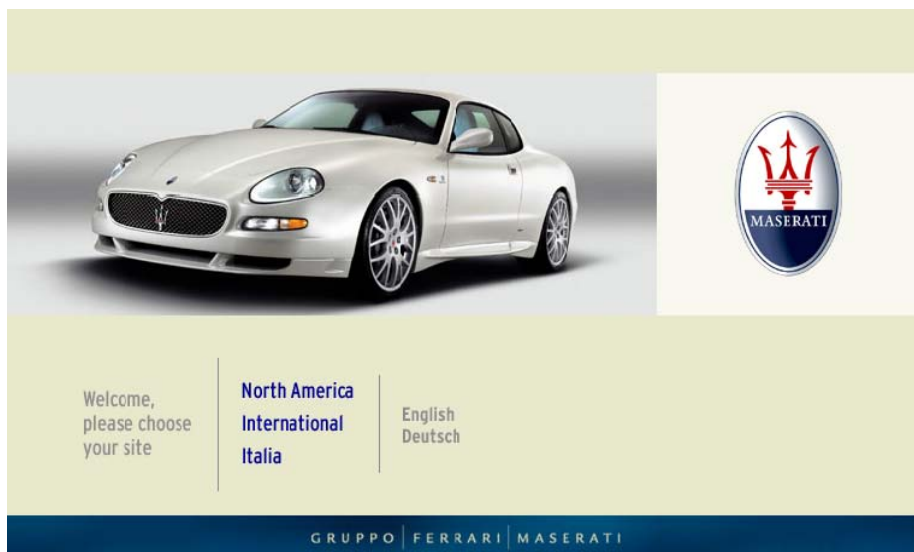 MASERATI
Welcome,
please choose
your site
North America
International
Italia
English
Deutsch
GRUPPO FERRARI MASERATI